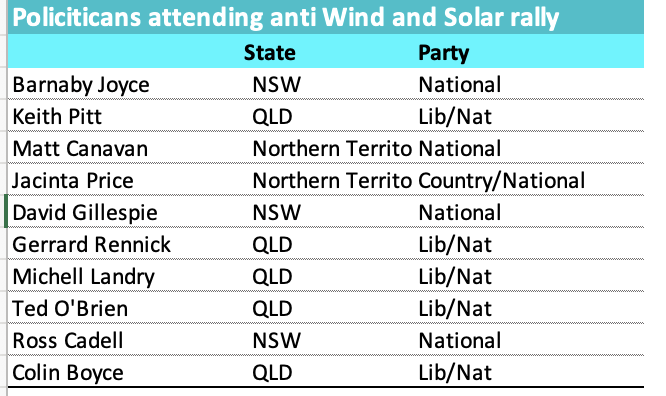 Policiticans attending anti Wind and Solar rally
State Party
Barnaby Joyce NSW National
Keith Pitt QLD Lib/Nat
Matt Canavan Northern Territo National
Jacinta Price Northern Territo Country/National
David Gillespie NSW National
Gerrard Rennick QLD Lib/Nat
Michell Landry QLD Lib/Nat
Ted O'Brien QLD Lib/Nat
Ross Cadell NSW National
Colin Boyce QLD Lib/Nat